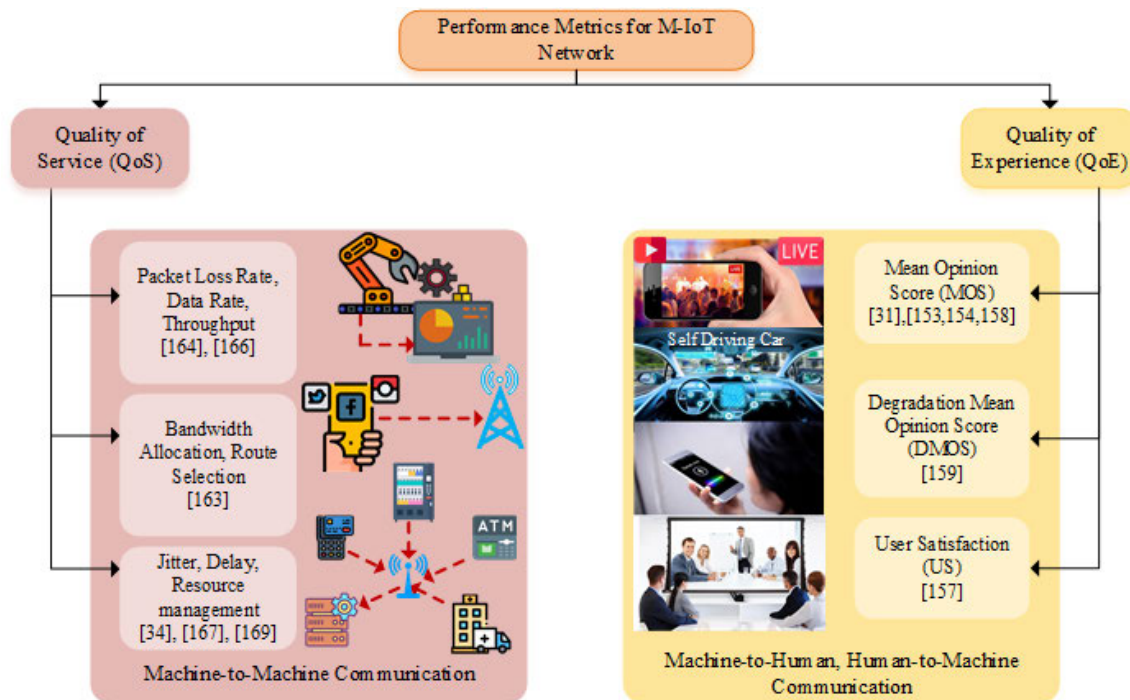 Performance Metrics for M-IoT
Network
Quality of
Service (QoS)
Quality of
Experience (QoE)
Packet Loss Rate,
Data Rate,
Throughput
[164], [166]
Bandwidth
Allocation, Route
Selection
[163]
Jitter, Delay,
Resource
management
[34], [167], [169]
ATM
Machine-to-Machine Communication
LIVE
LIVE
Self Driving Car
Mean Opinion
Score (MOS)
[31],[153,154,158]
Degradation Mean
Opinion Score
(DMOS)
[159]
User Satisfaction
(US)
[157]
Machine-to-Human, Human-to-Machine
Communication